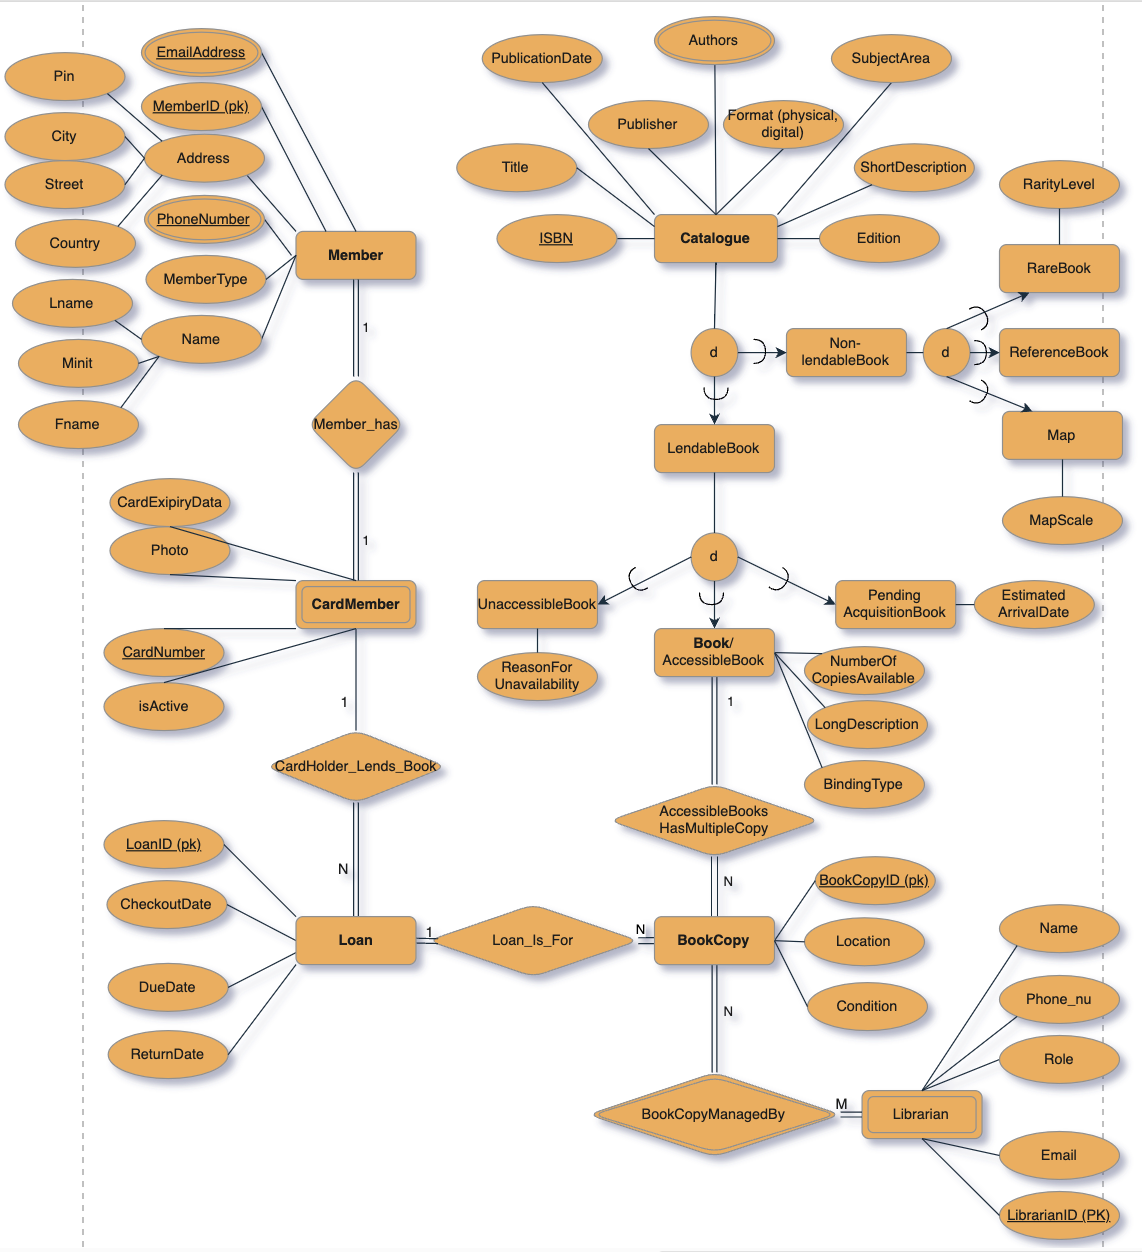 EmailAddress
Pin
MemberID (pk)
City
Address
Street
PhoneNumber
Country
MemberType
Lname
Name
Minit
Fname
Member
1
Member_has
1
CardExipiryData
Photo
CardMember
CardNumber
isActive
1
CardHolder_Lends_Book
N
LoanID (pk)
CheckoutDate
DueDate
ReturnDate
Loan
1
Loan_Is_For
N
Authors
PublicationDate
SubjectArea
Publisher
Format (physical,
digital)
Title
ShortDescription
ISBN
Catalogue
Edition
RarityLevel
RareBook
d
Non-
lendableBook
d
ReferenceBook
Map
MapScale
LendableBook
d
UnaccessibleBook
ReasonFor
Unavailability
Book/
AccessibleBook
Pending
AcquisitionBook
Estimated
ArrivalDate
NumberOf
CopiesAvailable
LongDescription
BindingType
1
AccessibleBooks
HasMultipleCopy
N
BookCopy
BookCopyID (pk)
Location
Condition
N
BookCopyManagedBy
M
Librarian
Name
Phone_nu
Role
Email
LibrarianID (PK)